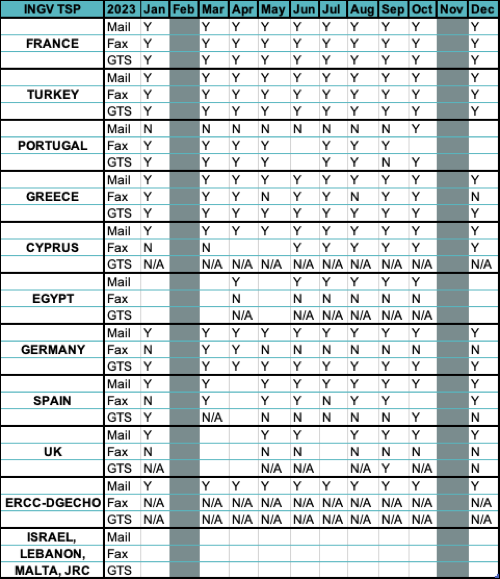 INGV TSP 2023 Jan Feb Mar Apr May Jun Jul Aug Sep Oct Nov Dec
Mail Y Y Y Y Y Y Y Y Y Y
FRANCE Fax Y Y Y Y Y Y Y Y Y Y
GTS Y Y Y Y Y Y Y Y Y Y
Mail Y Y Y Y Y Y Y Y Y Y
TURKEY Fax Y Y Y Y Y Y Y Y Y Y
GTS Y Y Y Y Y Y Y Y Y Y
Mail N N N N N N N N Y
PORTUGAL Fax Y Y Y Y Y Y Y
GTS Y Y Y Y Y Y N Y
Mail Y Y Y Y Y Y Y Y Y Y
GREECE Fax Y Y Y N Y Y N Y Y N
GTS Y Y Y Y Y Y Y Y Y Y
Mail Y Y Y Y Y Y Y Y Y Y
CYPRUS Fax N N Y Y Y Y Y Y
GTS N/A N/A N/A N/A N/A N/A N/A N/A N/A N/A
Mail Y Y Y Y Y Y
EGYPT Fax N N N N N N
GTS N/A N/A N/A N/A N/A N/A
Mail Y Y Y Y Y Y Y Y Y Y
GERMANY Fax N Y Y N N N N N N N
GTS Y Y Y Y Y Y Y Y Y Y
Mail Y Y Y Y Y Y Y Y Y
SPAIN Fax N Y Y Y N Y Y N
GTS Y N/A N N N N N Y N
Mail Y Y Y Y Y Y Y
UK Fax N N N N N N N
GTS N/A N/A N/A N/A Y N/A N
Mail Y Y Y Y Y Y Y Y Y Y
ERCC-DGECHO Fax N/A N/A N/A N/A N/A N/A N/A N/A N/A N/A
GTS N/A N/A N/A N/A N/A N/A N/A N/A N/A N/A
ISRAEL, Mail
LEBANON, Fax
MALTA, JRC GTS